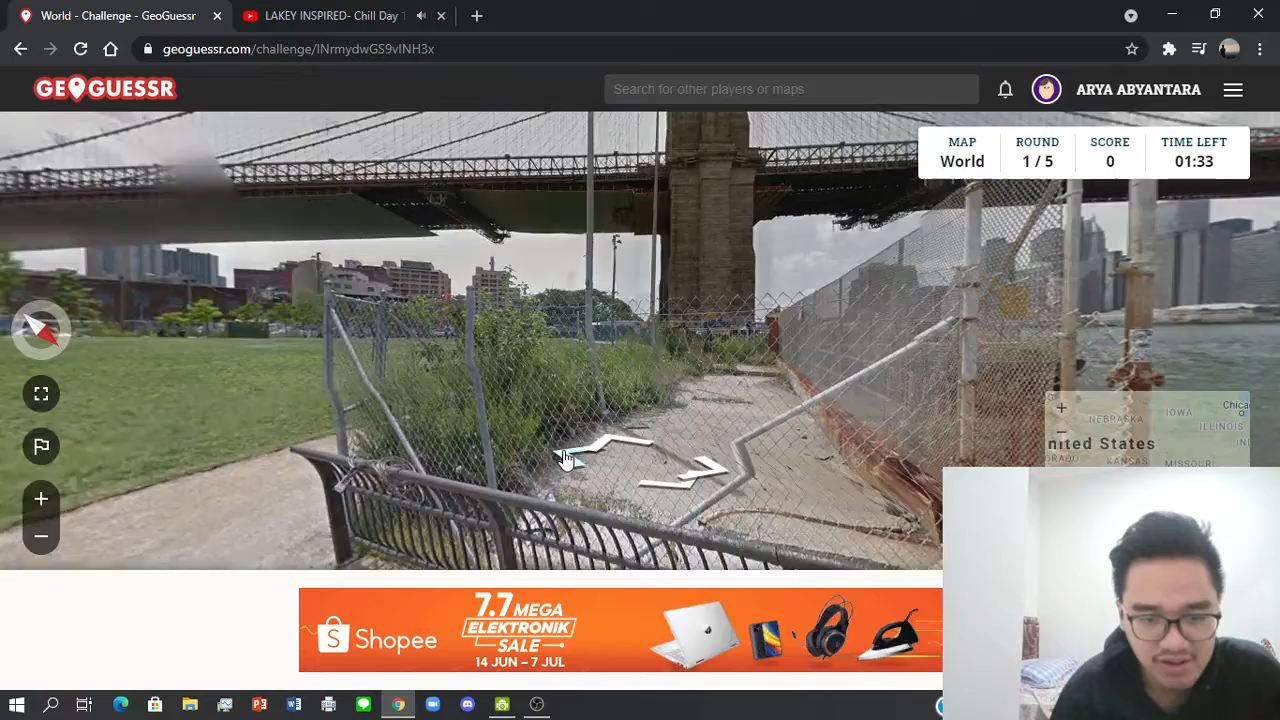 World - Challenge - GeoGuessr
LAKEY INSPIRED- Chill Day
geoguessr.com/challenge/lNrmydwGS9vINH3x
GEOGUESSR
Search for other players or maps
ARYA ABYANTARA
MAP ROUND SCORE TIME LEFT
World 1 / 5 0 01:33
Chica
NEBRASKA IOWA
ILLINOIS
nited States
KANSAS MISSOURI
Shopee
7.7 MEGA
ELEKTRONIK
SALE
14 JUN - 7 JUL